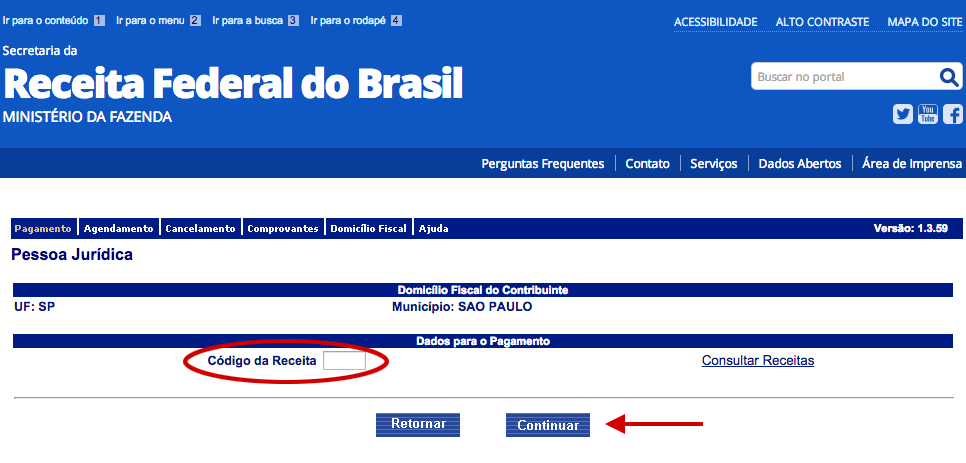 Ir para o conteúdo 1 Ir para o menu 2 Ir para a busca 3 Ir para o rodapé 4
ACESSIBILIDADE ALTO CONTRASTE MAPA DO SITE
Secretaria da
Receita Federal do Brasil
MINISTÉRIO DA FAZENDA
Buscar no portal
You Tube
Perguntas Frequentes Contato Serviços Dados Abertos Área de Imprensa
Pagamento Agendamento Cancelamento Comprovantes Domicílio Fiscal Ajuda Versão: 1.3.59
Pessoa Jurídica
Domicílio Fiscal do Contribuinte
UF: SP Município: SAO PAULO
Dados para o Pagamento
Código da Receita Consultar Receitas
Retornar Continuar